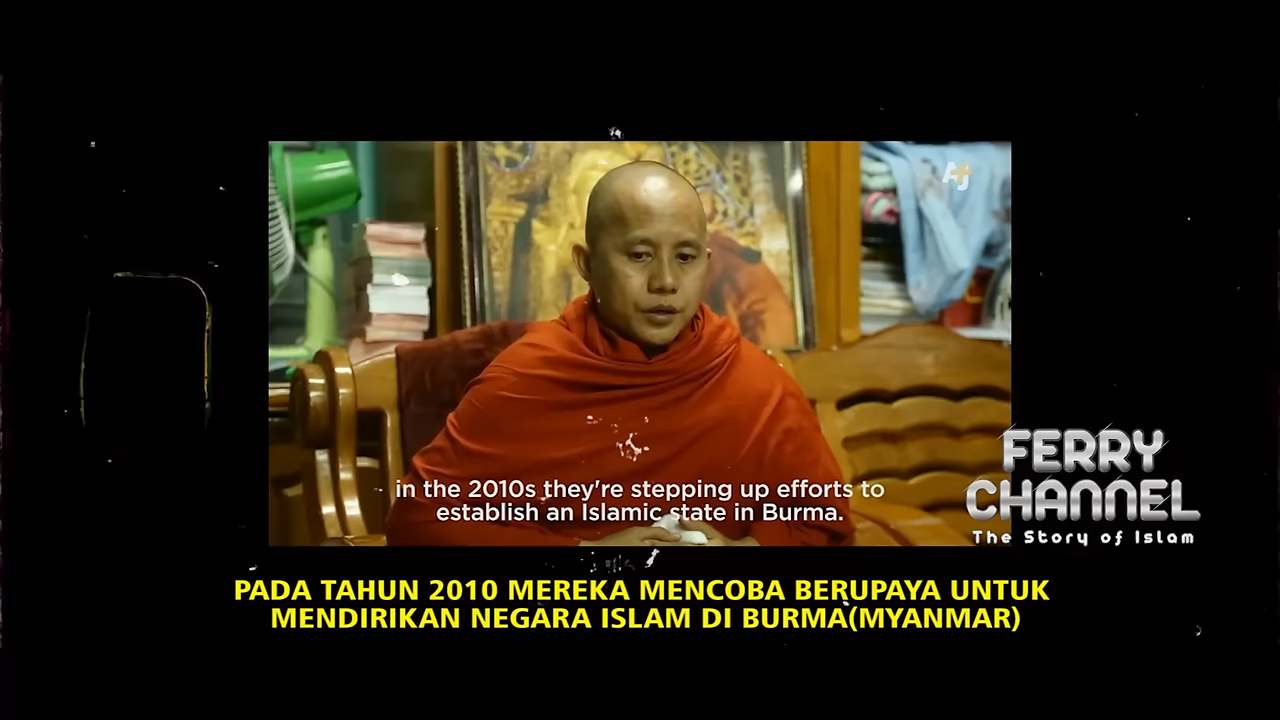 AJ+
in the 2010s they're stepping up efforts to
establish an Islamic state in Burma.
FERRY
CHANNEL
The Story of Islam
PADA TAHUN 2010 MEREKA MENCOBA BERUPAYA UNTUK
MENDIRIKAN NEGARA ISLAM DI BURMA(MYANMAR)